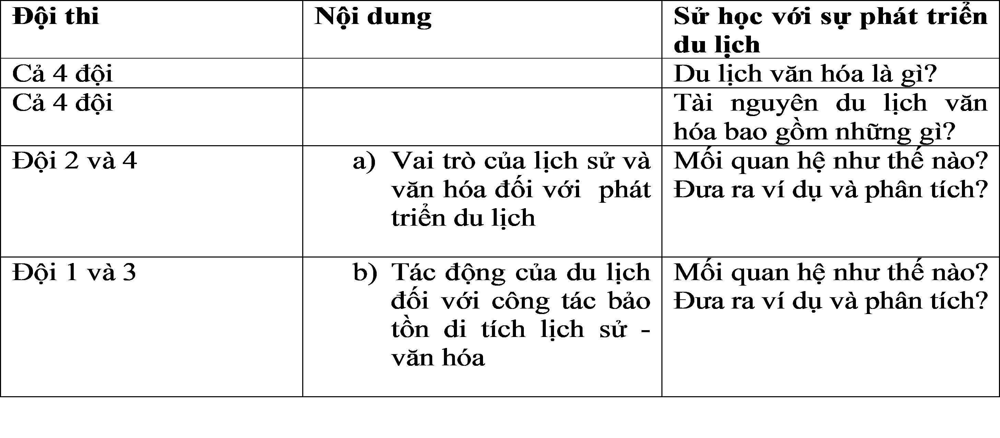 Đội thi
Nội dung
Sử học với sự phát triển
du lịch
Cả 4 đội
Du lịch văn hóa là gì?
Cả 4 đội
Tài nguyên du lịch văn
hóa bao gồm những gì?
Đội 2 và 4
a) Vai trò của lịch sử và
văn hóa đối với phát
triển du lịch
Mối quan hệ như thế nào?
Đưa ra ví dụ và phân tích?
Đội 1 và 3
b) Tác động của du lịch
đối với công tác bảo
tồn di tích lịch sử -
văn hóa
Mối quan hệ như thế nào?
Đưa ra ví dụ và phân tích?